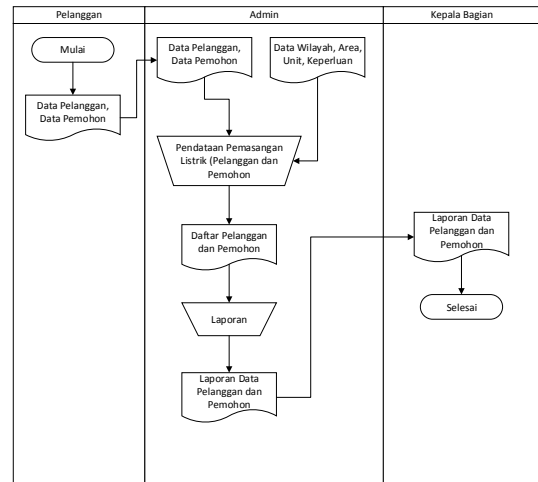 Pelanggan
Admin
Kepala Bagian
Mulai
Data Pelanggan,
Data Pemohon
Data Pelanggan,
Data Pemohon
Data Wilayah, Area,
Unit, Keperluan
Pendataan Pemasangan
Listrik (Pelanggan dan
Pemohon
Daftar Pelanggan
dan Pemohon
Laporan
Laporan Data
Pelanggan dan
Pemohon
Laporan Data
Pelanggan dan
Pemohon
Selesai